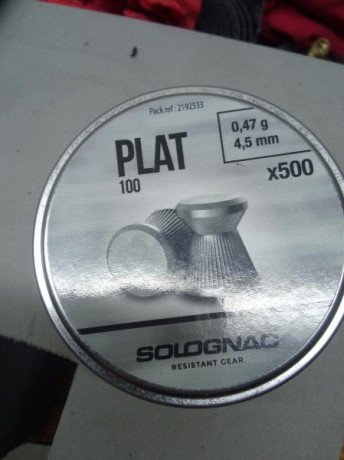 Pack ref : 2192533
0,47 g
4,5 mm
PLAT
100
x500
SOLOGNAC
RESISTANT GEAR.